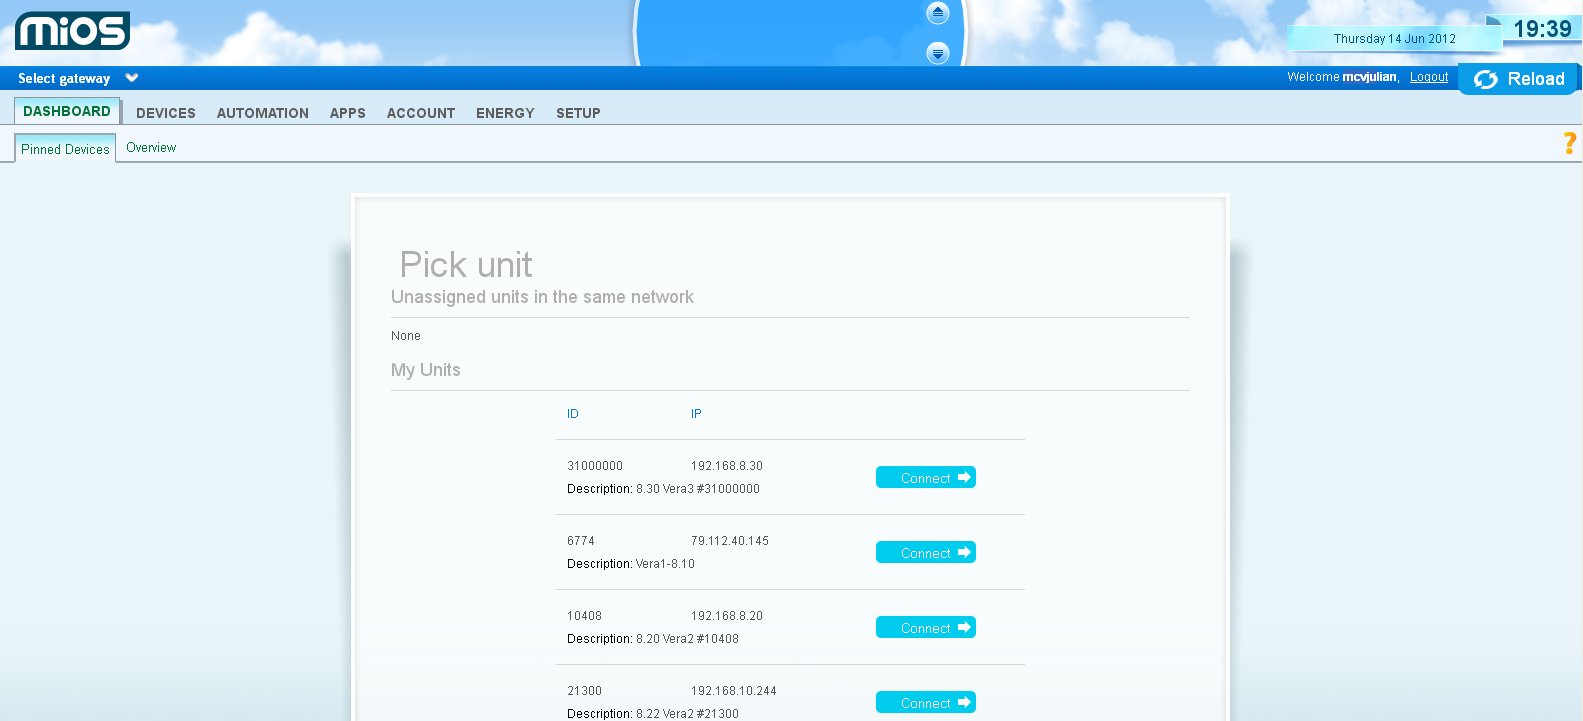 mios
19:39
Thursday 14 Jun 2012
Select gateway
Welcome mcvjulian, Logout
Reload
DASHBOARD DEVICES AUTOMATION APPS ACCOUNT ENERGY SETUP
Pinned Devices Overview
?
Pick unit
Unassigned units in the same network
None
My Units
ID IP
31000000 192.168.8.30
Connect
Description: 8.30 Vera3 #31000000
6774 79.112.40.145
Connect
Description: Vera1-8.10
10408 192.168.8.20
Connect
Description: 8.20 Vera2 #10408
21300 192.168.10.244
Connect
Description: 8.22 Vera2 #21300